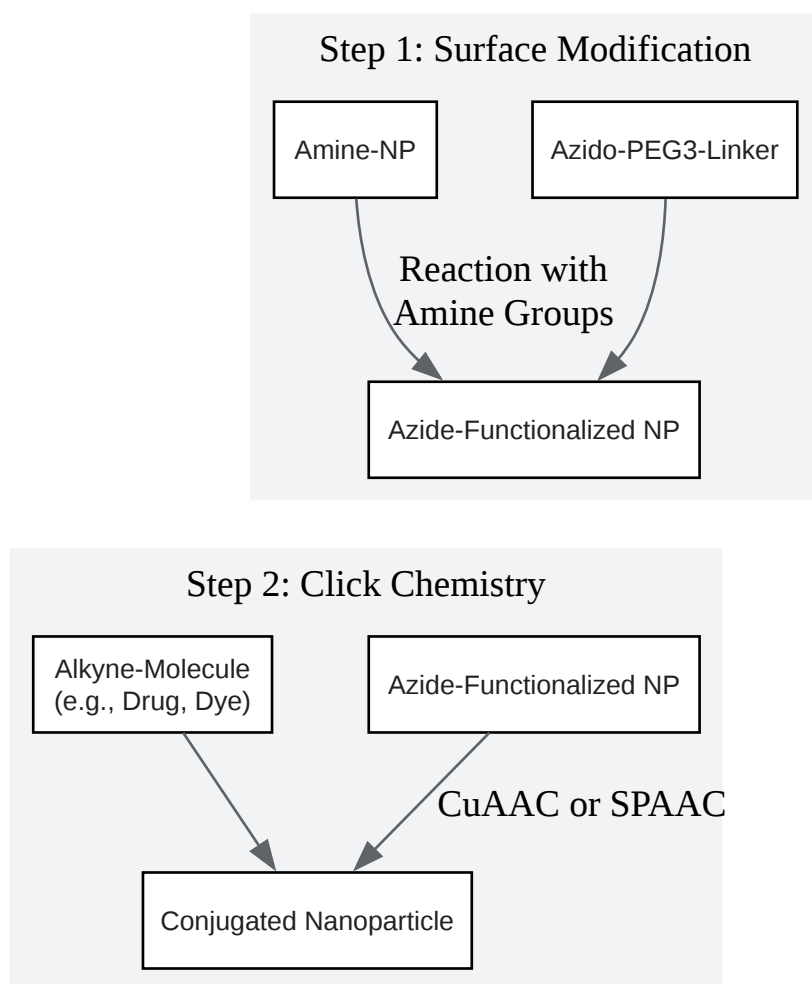 Step 1: Surface Modification
Amine-NP
Azido-PEG3-Linker
Reaction with
Amine Groups
Azide-Functionalized NP
Step 2: Click Chemistry
Alkyne-Molecule
(e.g., Drug, Dye)
Azide-Functionalized NP
CuAAC or SPAAC
Conjugated Nanoparticle